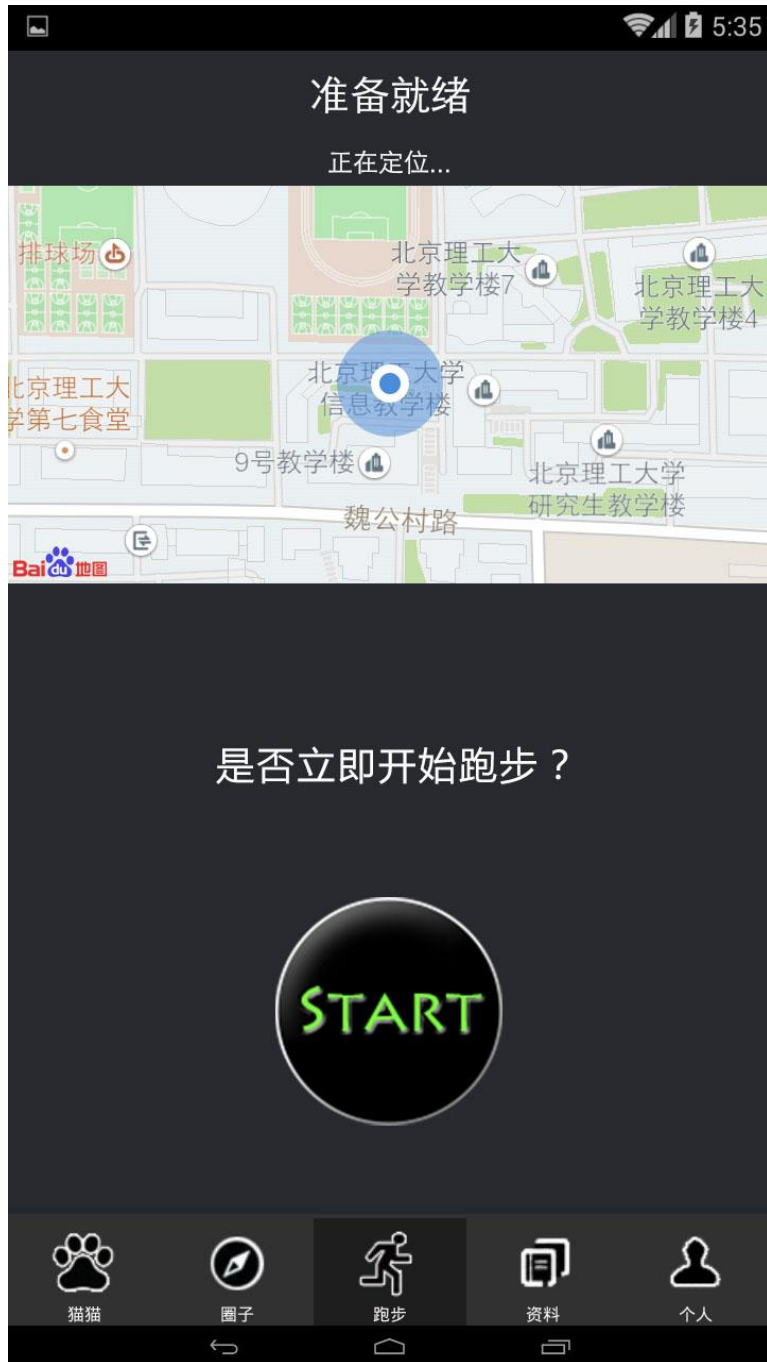 5:35
准备就绪
正在定位...
排球场
北京理工大
学教学楼7
北京理工大
学教学楼4
北京理工大学
信息教学楼
北京理工大
学第七食堂
9号教学楼
北京理工大学
研究生教学楼
魏公村路
Bai du 地图
是否立即开始跑步？
START
猫猫
圈子
跑步
资料
个人